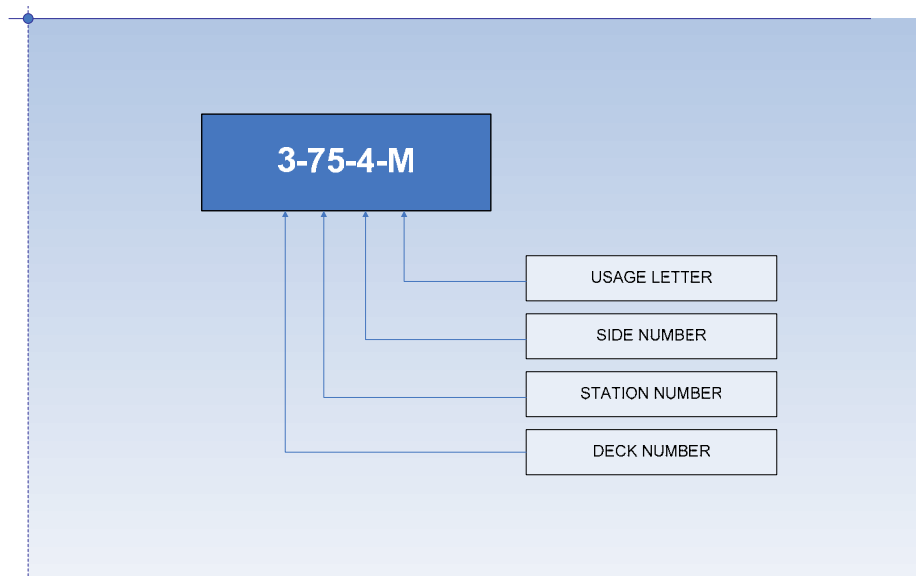 3-75-4-M
USAGE LETTER
SIDE NUMBER
STATION NUMBER
DECK NUMBER